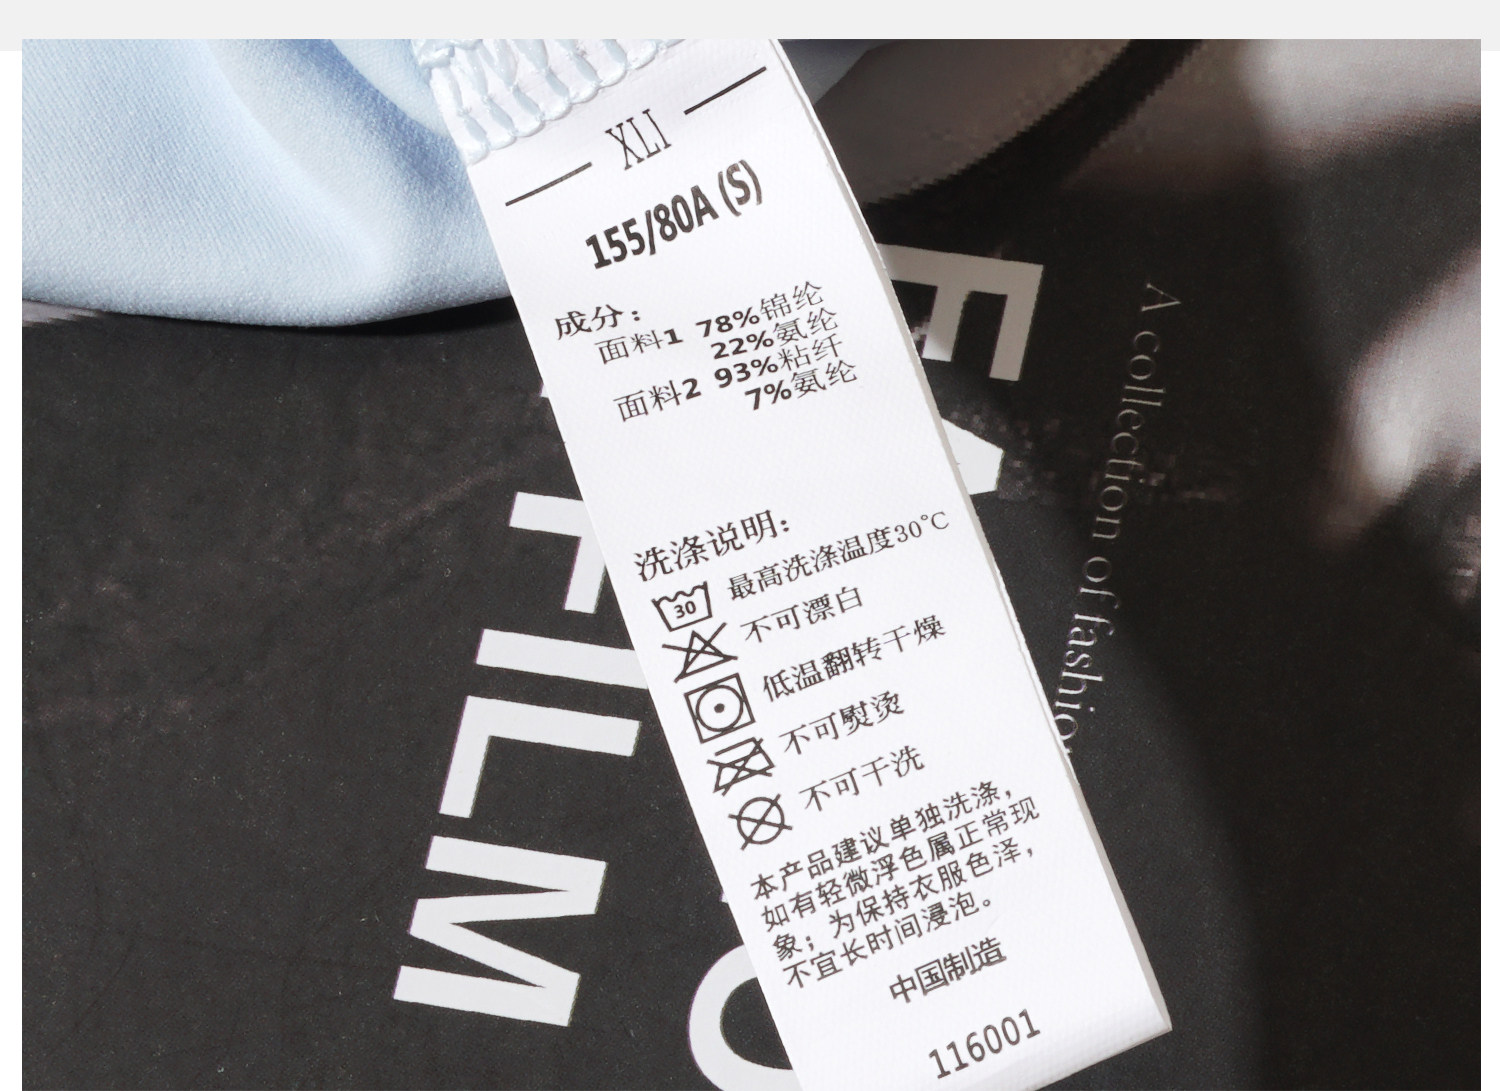 XLI
155/80A (S)
成分：
面料1 78%锦纶
22%氨纶
面料2 93%粘纤
7%氨纶
洗涤说明：
30 最高洗涤温度30℃
不可漂白
低温翻转干燥
不可熨烫
不可干洗
本产品建议单独洗涤，
如有轻微浮色属正常现
象；为保持衣服色泽，
不宜长时间浸泡。
中国制造
116001
A collection of fashion
FILM